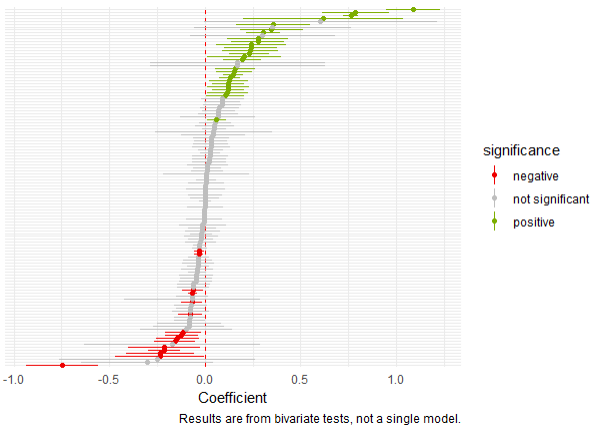 significance
negative
not significant
positive
-1.0 -0.5 0.0 0.5 1.0
Coefficient
Results are from bivariate tests, not a single model.